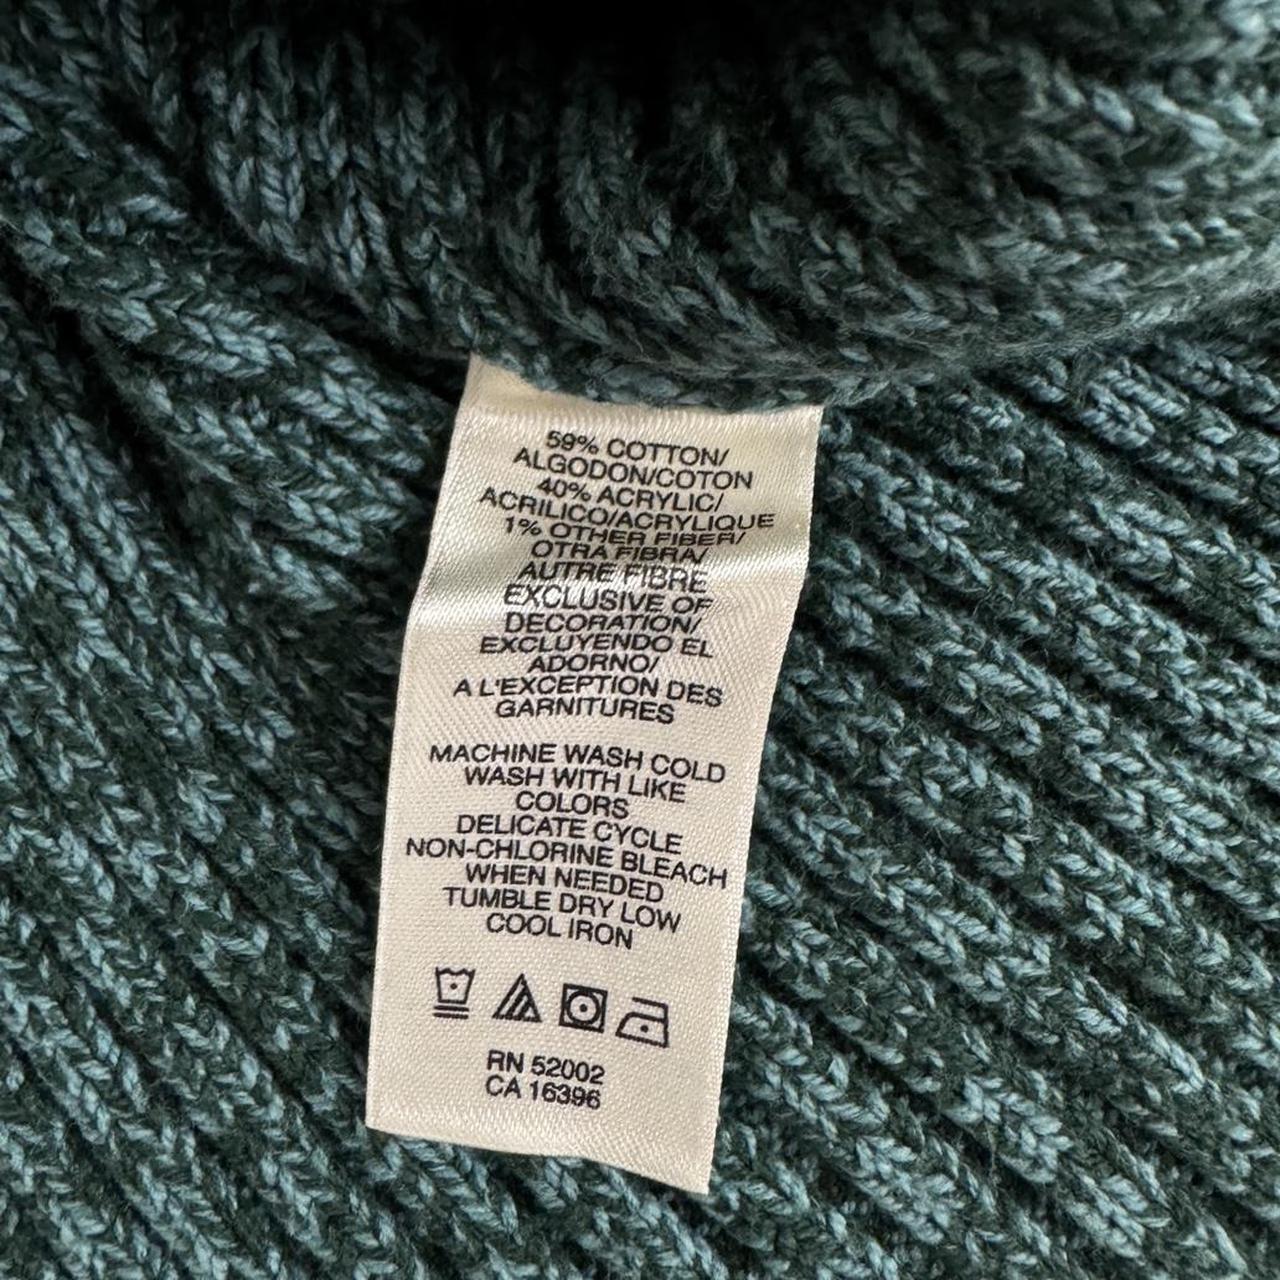 59% COTTON/
ALGODON/COTON
40% ACRYLIC/
ACRILICO/ACRYLIQUE
1% OTHER FIBER/
OTRA FIBRA/
AUTRE FIBRE
EXCLUSIVE OF
DECORATION/
EXCLUYENDO EL
ADORNO/
A L'EXCEPTION DES
GARNITURES
MACHINE WASH COLD
WASH WITH LIKE
COLORS
DELICATE CYCLE
NON-CHLORINE BLEACH
WHEN NEEDED
TUMBLE DRY LOW
COOL IRON
RN 52002
CA 16396